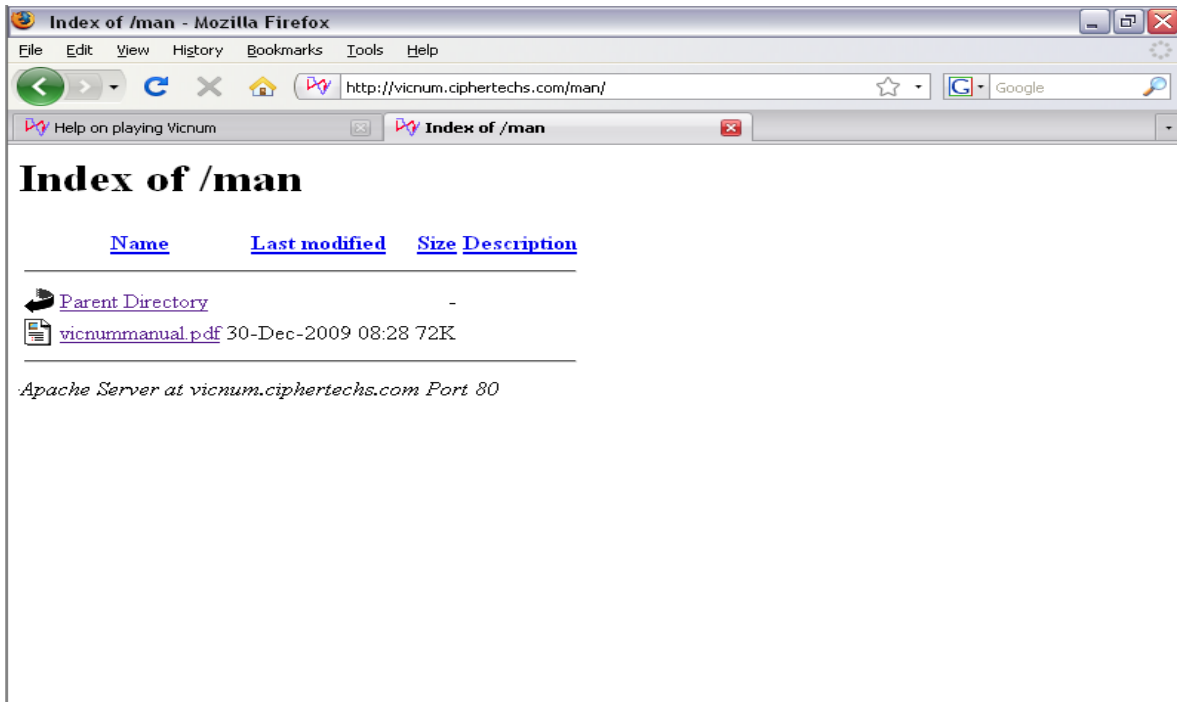 Index of /man - Mozilla Firefox
File Edit View History Bookmarks Tools Help
http://vicnum.ciphertechs.com/man/ G Google
Help on playing Vicnum Index of /man
Index of /man
Name Last modified Size Description
Parent Directory -
vicnummanual.pdf 30-Dec-2009 08:28 72K
Apache Server at vicnum.ciphertechs.com Port 80